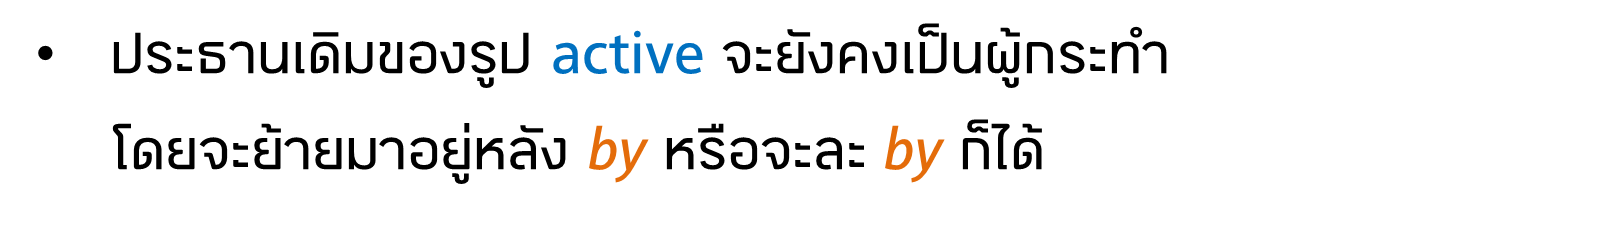 • ประธานเดิมของรูป active จะยังคงเป็นผู้กระทำ
โดยจะย้ายมาอยู่หลัง by หรือจะละ by ก็ได้